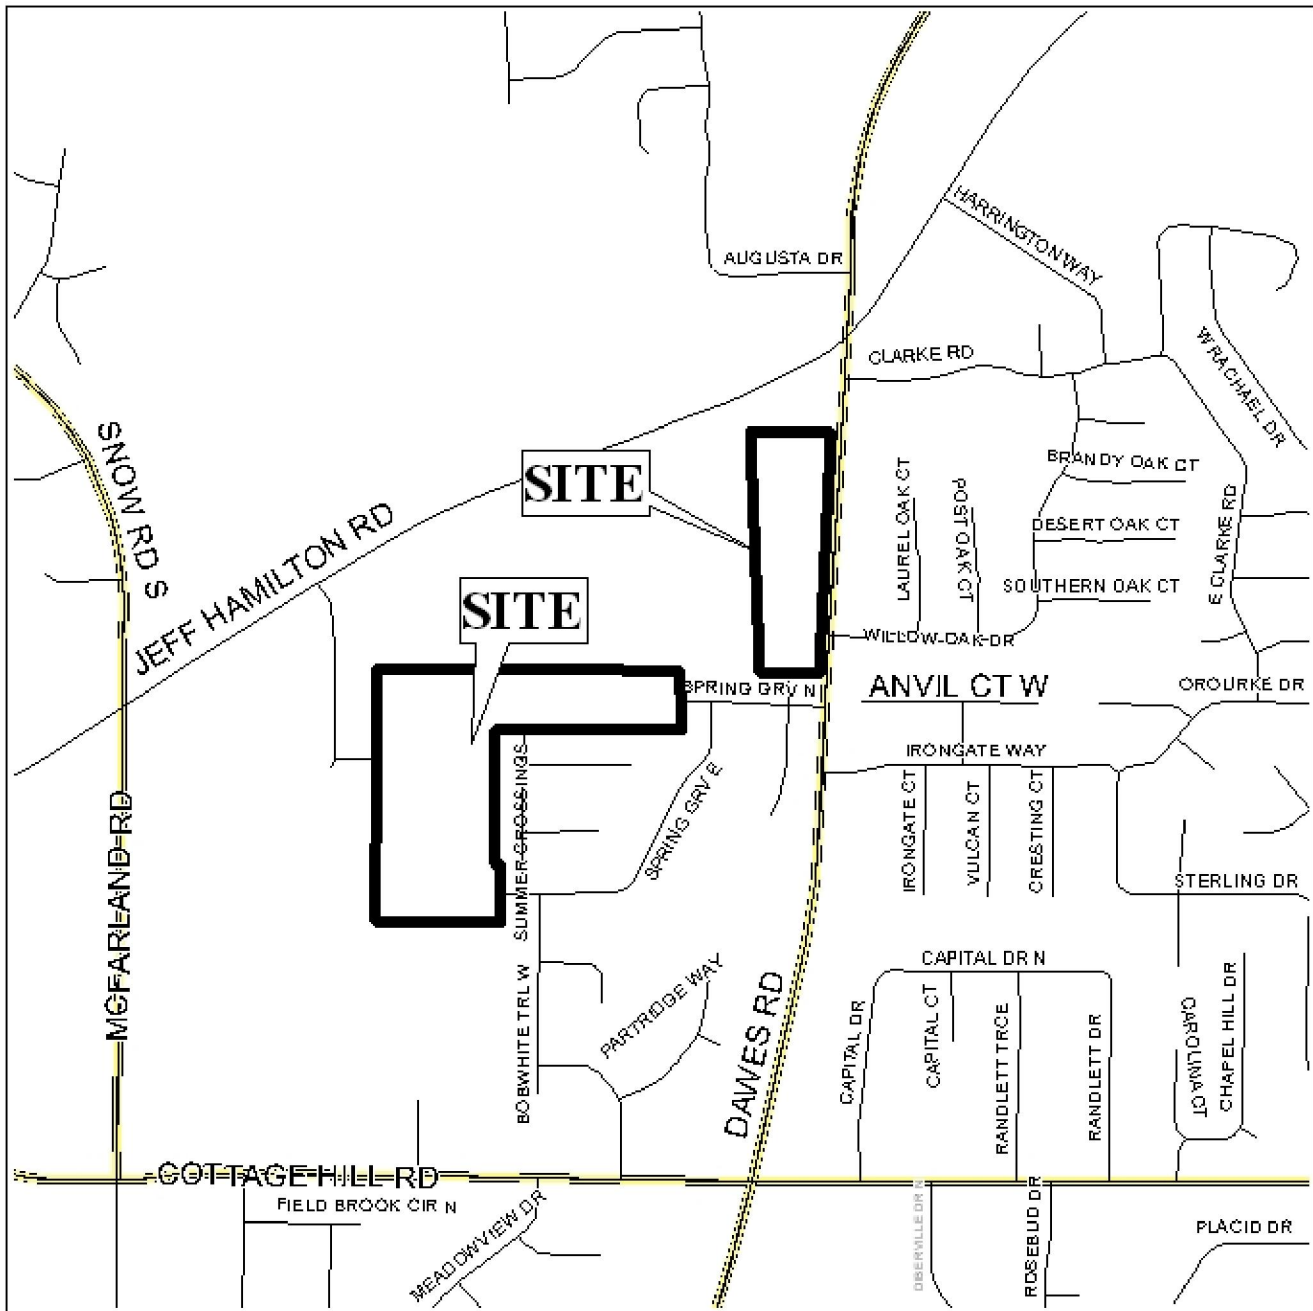 AUGUSTA DR
HARRINGTON WAY
CLARKE RD
W RACHAEL DR
SNOW RD S
SITE
LAUREL OAK CT
POST OAK CT
BRANDY OAK CT
DESERT OAK CT
E CLARKE RD
JEFF HAMILTON RD
SITE
SOUTHERN OAK CT
WILLOW OAK DR
SPRING GRV N
ANVIL CT W
OROURKE DR
IRONGATE WAY
SUMMER CROSSINGS
SPRING GRV E
IRONGATE CT
VULCAN CT
CRESTING CT
MCFARLAND RD
STERLING DR
BOBWHITE TRL W
PARTRIDGE WAY
DAWES RD
CAPITAL DR N
CAPITAL DR
CAPITAL CT
RANDLETT TRCE
RANDLETT DR
CAROLINA CT
CHAPEL HILL DR
COTTAGE HILL RD
FIELD BROOK CIR N
MEADOWVIEW DR
DBERVILLE DR N
ROSEBUD DR
PLACID DR